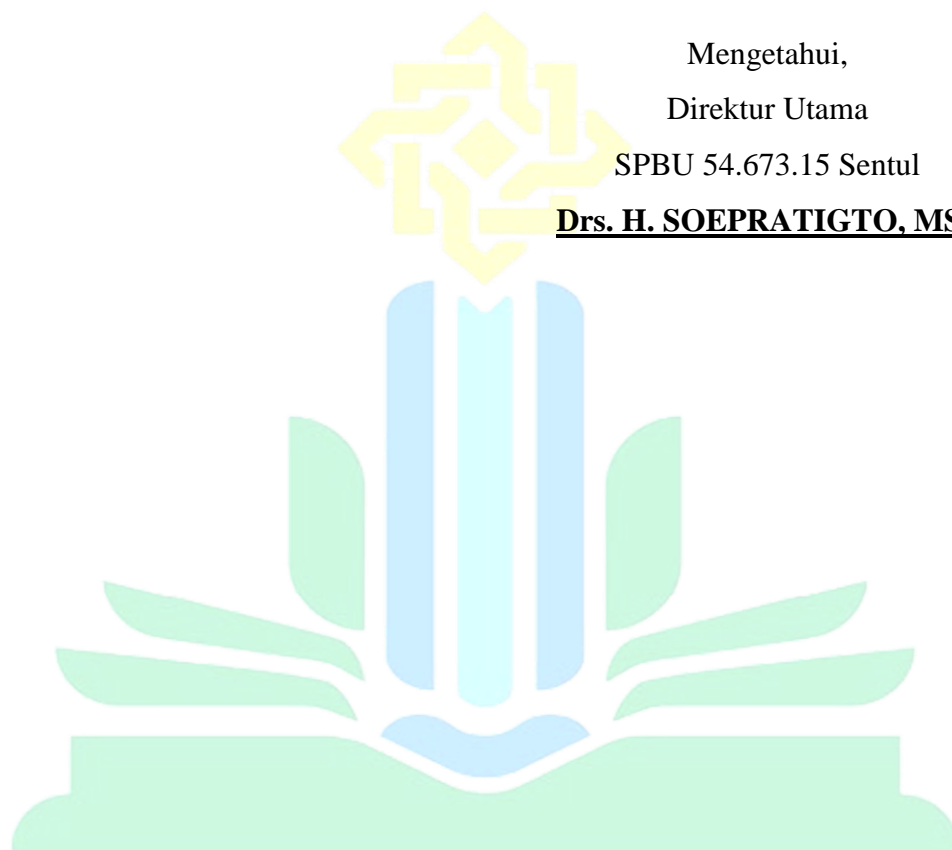 Mengetahui,
Direktur Utama
SPBU 54.673.15 Sentul
Drs. H. SOEPRATIGTO, MS